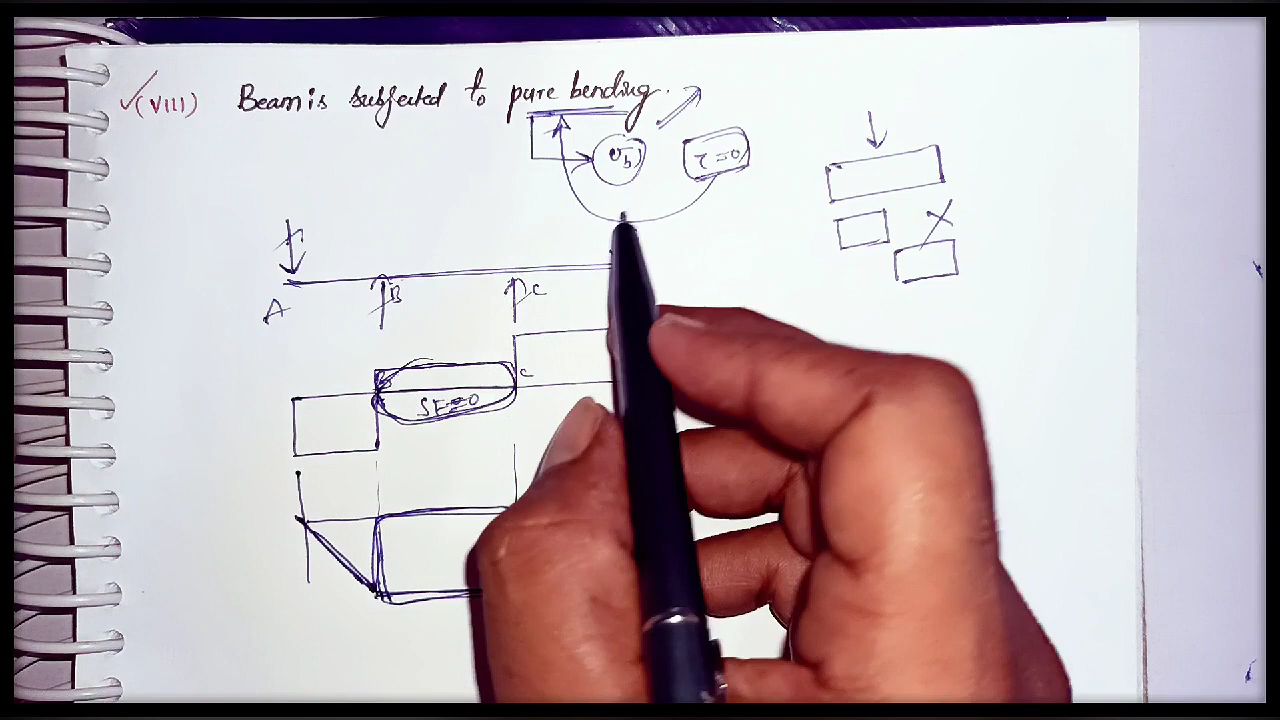 ✓(VIII) Beam is subjected to pure bending.
σb τ=0
A B C
C
SF=0